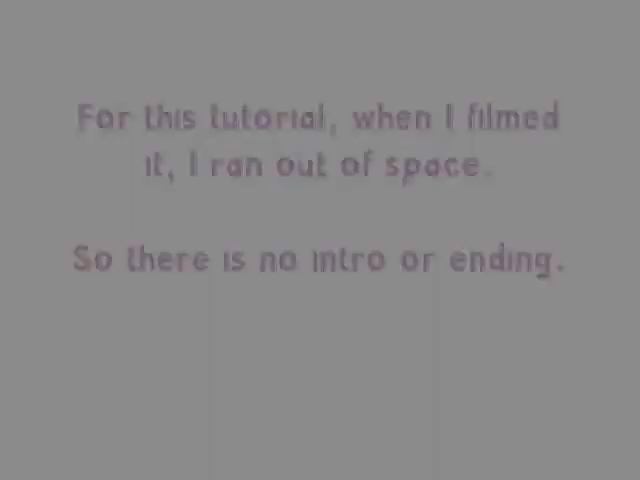 For this tutorial, when I filmed
it, I ran out of space.
So there is no intro or ending.